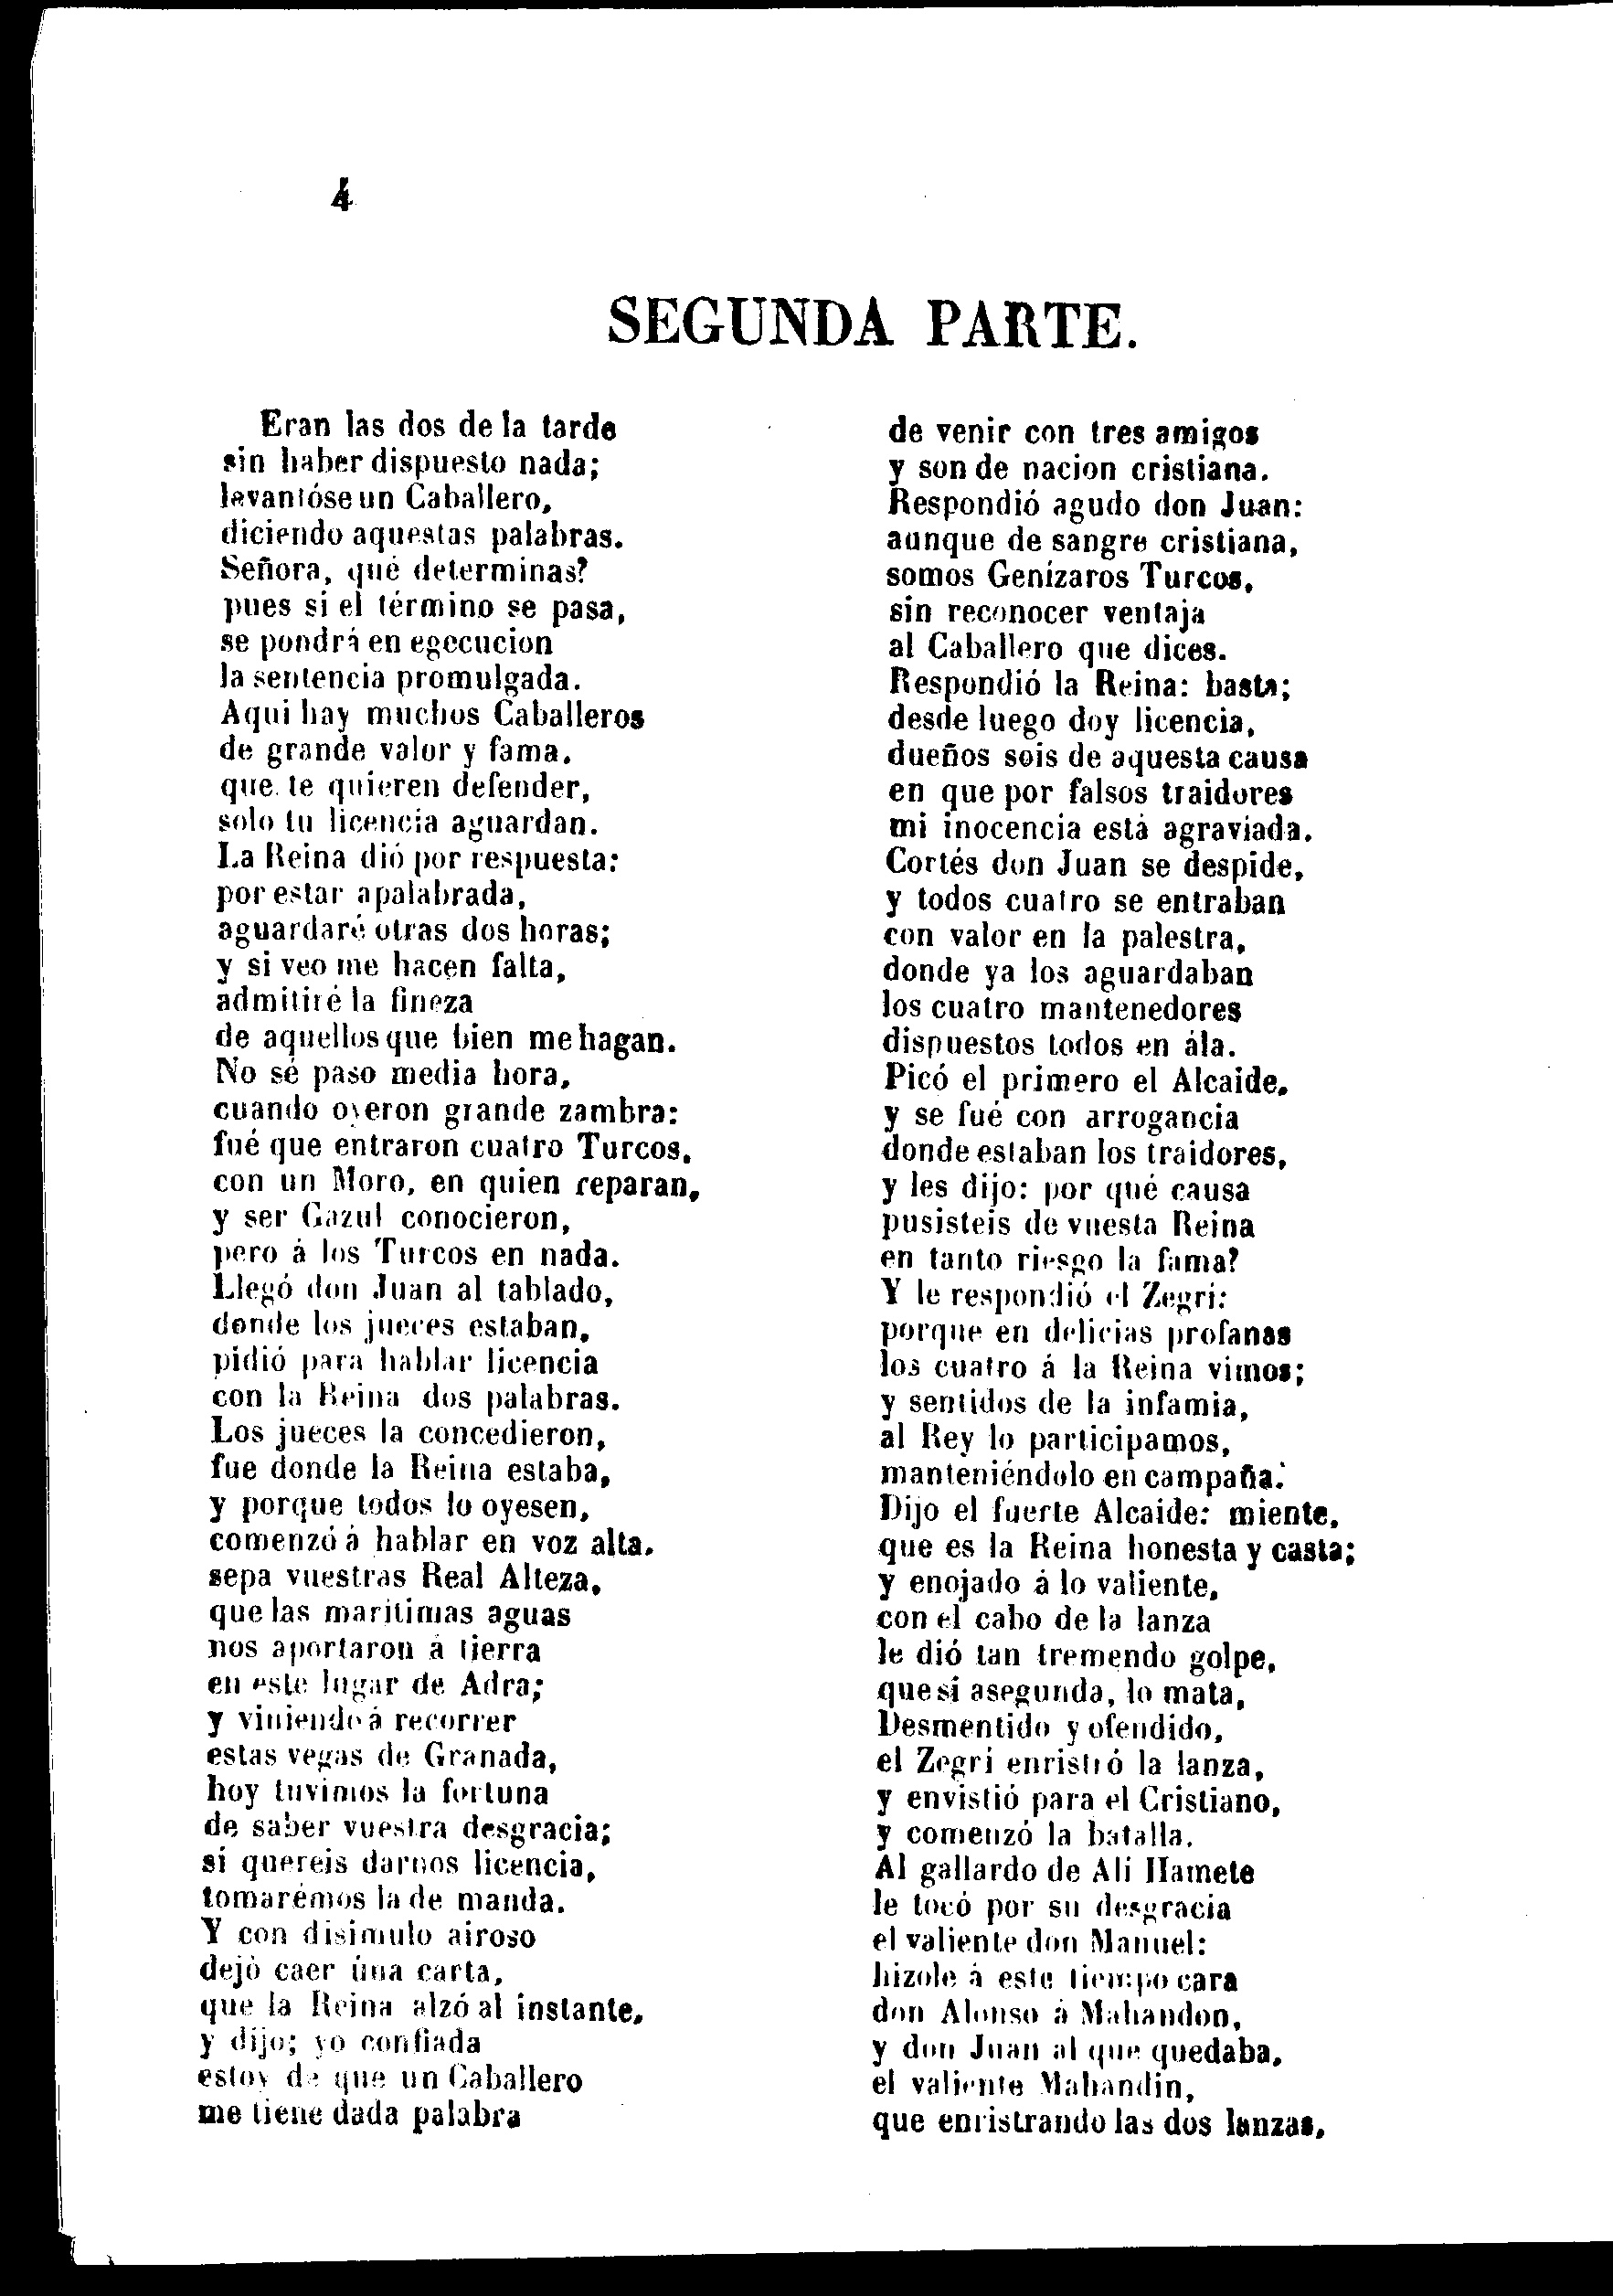 4
SEGUNDA PARTE.
Eran las dos de la tarde
sin haber dispuesto nada;
levantóse un Caballero,
diciendo aquestas palabras.
Señora, qué determinas?
pues si el término se pasa,
se pondrá en egecucion
la sentencia promulgada.
Aqui hay muchos Caballeros
de grande valor y fama,
que te quieren defender,
solo tu licencia aguardan.
La Reina dió por respuesta:
por estar apalabrada,
aguardaré otras dos horas;
y si veo me hacen falta,
admitiré la fineza
de aquellos que bien me hagan.
No sé paso media hora,
cuando oyeron grande zambra:
fué que entraron cuatro Turcos,
con un Moro, en quien reparan,
y ser Gazul conocieron,
pero á los Turcos en nada.
Llegó don Juan al tablado,
donde los jueces estaban,
pidió para hablar licencia
con la Reina dos palabras.
Los jueces la concedieron,
fue donde la Reina estaba,
y porque todos lo oyesen,
comenzó á hablar en voz alta.
sepa vuestras Real Alteza,
que las maritimas aguas
nos aportaron á tierra
en este lugar de Adra;
y viniendo á recorrer
estas vegas de Granada,
hoy tuvimos la fortuna
de saber vuestra desgracia;
si quereis darnos licencia,
tomarémos la de manda.
Y con disimulo airoso
dejó caer úna carta,
que la Reina alzó al instante,
y dijo; yo confiada
estoy de que un Caballero
me tiene dada palabra
de venir con tres amigos
y son de nacion cristiana.
Respondió agudo don Juan:
aunque de sangre cristiana,
somos Genízaros Turcos,
sin reconocer ventaja
al Caballero que dices.
Respondió la Reina: basta;
desde luego doy licencia,
dueños sois de aquesta causa
en que por falsos traidores
mi inocencia está agraviada.
Cortés don Juan se despide,
y todos cuatro se entraban
con valor en la palestra,
donde ya los aguardaban
los cuatro mantenedores
dispuestos todos en ála.
Picó el primero el Alcaide,
y se fué con arrogancia
donde estaban los traidores,
y les dijo: por qué causa
pusisteis de vuesta Reina
en tanto riesgo la fama?
Y le respondió el Zegri:
porque en delicias profanas
los cuatro á la Reina vimos;
y sentidos de la infamia,
al Rey lo participamos,
manteniéndolo en campaña.
Dijo el fuerte Alcaide: miente,
que es la Reina honesta y casta;
y enojado á lo valiente,
con el cabo de la lanza
le dió tan tremendo golpe,
que si asegunda, lo mata,
Desmentido y ofendido,
el Zegri enristró la lanza,
y envistió para el Cristiano,
y comenzó la batalla.
Al gallardo de Ali Hamete
le tocó por su desgracia
el valiente don Manuel:
hizole á este tiempo cara
don Alonso á Mahandon,
y don Juan al que quedaba,
el valiente Mahandin,
que enristrando las dos lanzas,